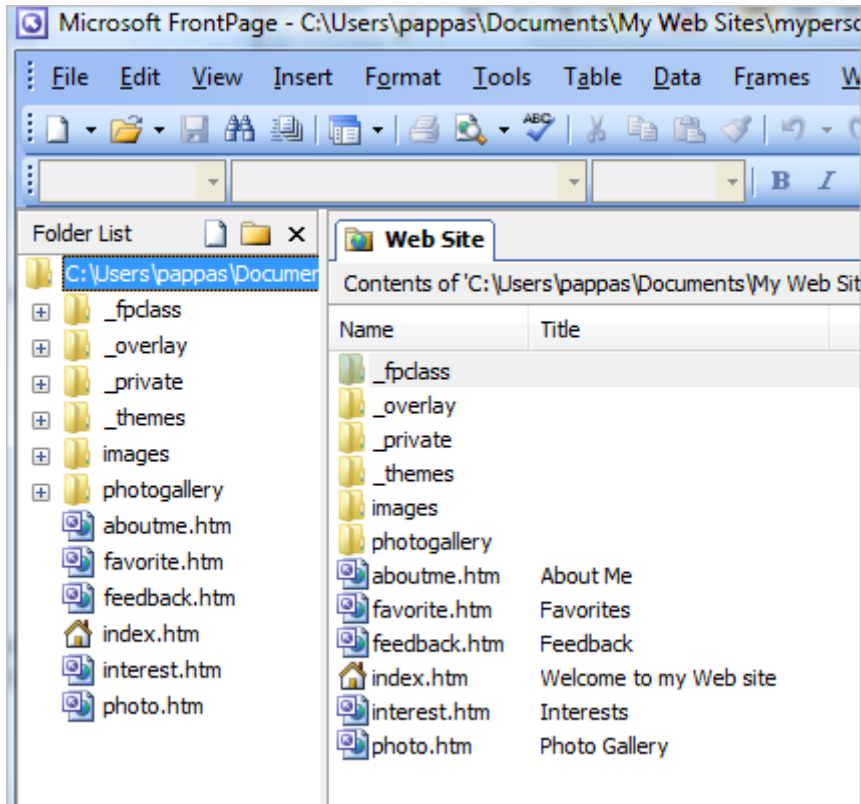 Microsoft FrontPage - C:\Users\pappas\Documents\My Web Sites\myperso
File Edit View Insert Format Tools Table Data Frames W
ABC
B I
Folder List
Web Site
C:\Users\pappas\Documen
Contents of 'C:\Users\pappas\Documents\My Web Sit
Name Title
_fpclass
_overlay
_private
_themes
images
photogallery
aboutme.htm
favorite.htm
feedback.htm
index.htm
interest.htm
photo.htm
_fpclass
_overlay
_private
_themes
images
photogallery
aboutme.htm About Me
favorite.htm Favorites
feedback.htm Feedback
index.htm Welcome to my Web site
interest.htm Interests
photo.htm Photo Gallery